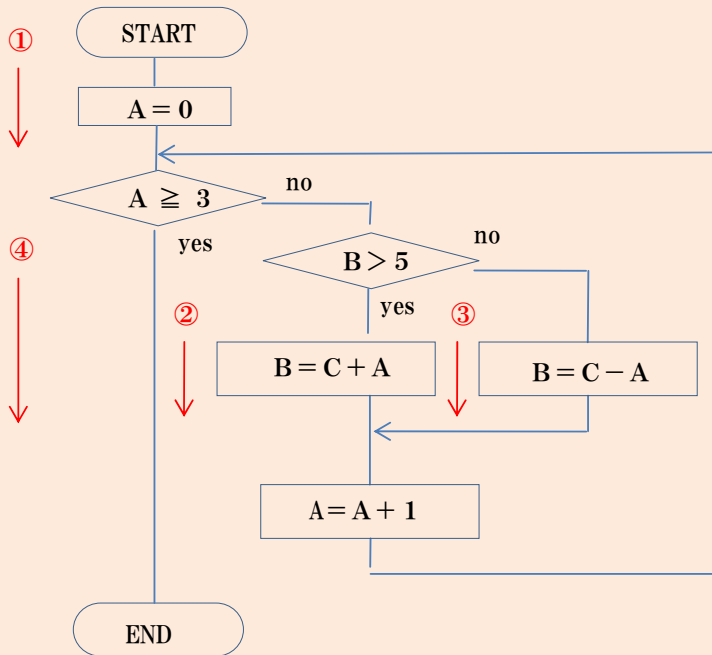 ①
START
A=0
A ≧ 3
no
yes
④
B>5
no
yes
②
③
B=C+A
B=C-A
A=A+1
END